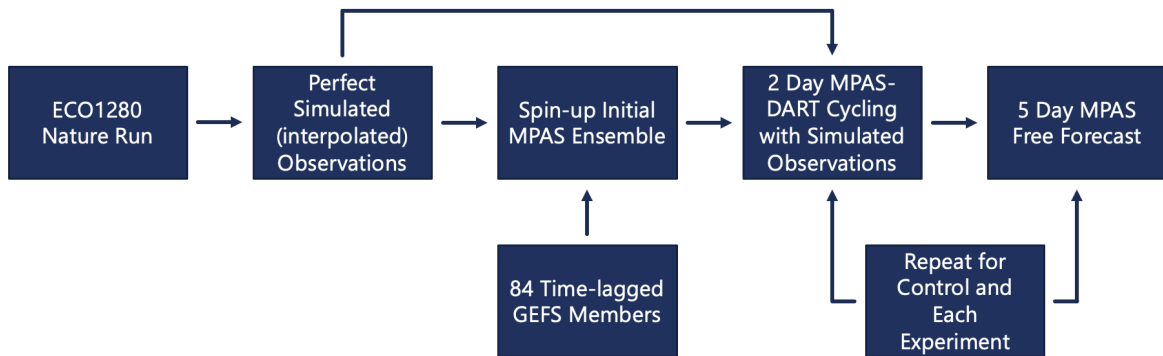 ECO1280
Nature Run
Perfect
Simulated
(interpolated)
Observations
Spin-up Initial
MPAS Ensemble
2 Day MPAS-
DART Cycling
with Simulated
Observations
5 Day MPAS
Free Forecast
84 Time-lagged
GEFS Members
Repeat for
Control and
Each
Experiment